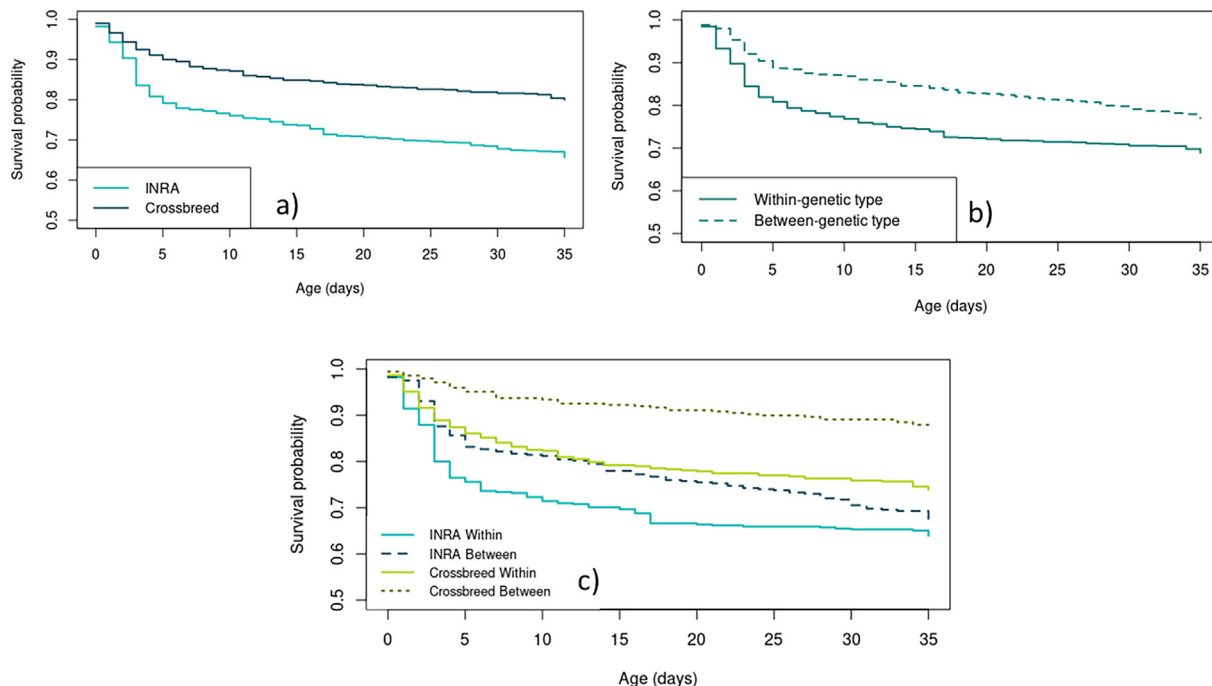 Survival probability
1.0
0.9
0.8
0.7
0.6
0.5
INRA
Crossbreed
a)
0 5 10 15 20 25 30 35
Age (days)
Survival probability
1.0
0.9
0.8
0.7
0.6
0.5
Within-genetic type
Between-genetic type
b)
0 5 10 15 20 25 30 35
Age (days)
Survival probability
1.0
0.9
0.8
0.7
0.6
0.5
INRA Within
INRA Between
Crossbreed Within
Crossbreed Between
c)
0 5 10 15 20 25 30 35
Age (days)